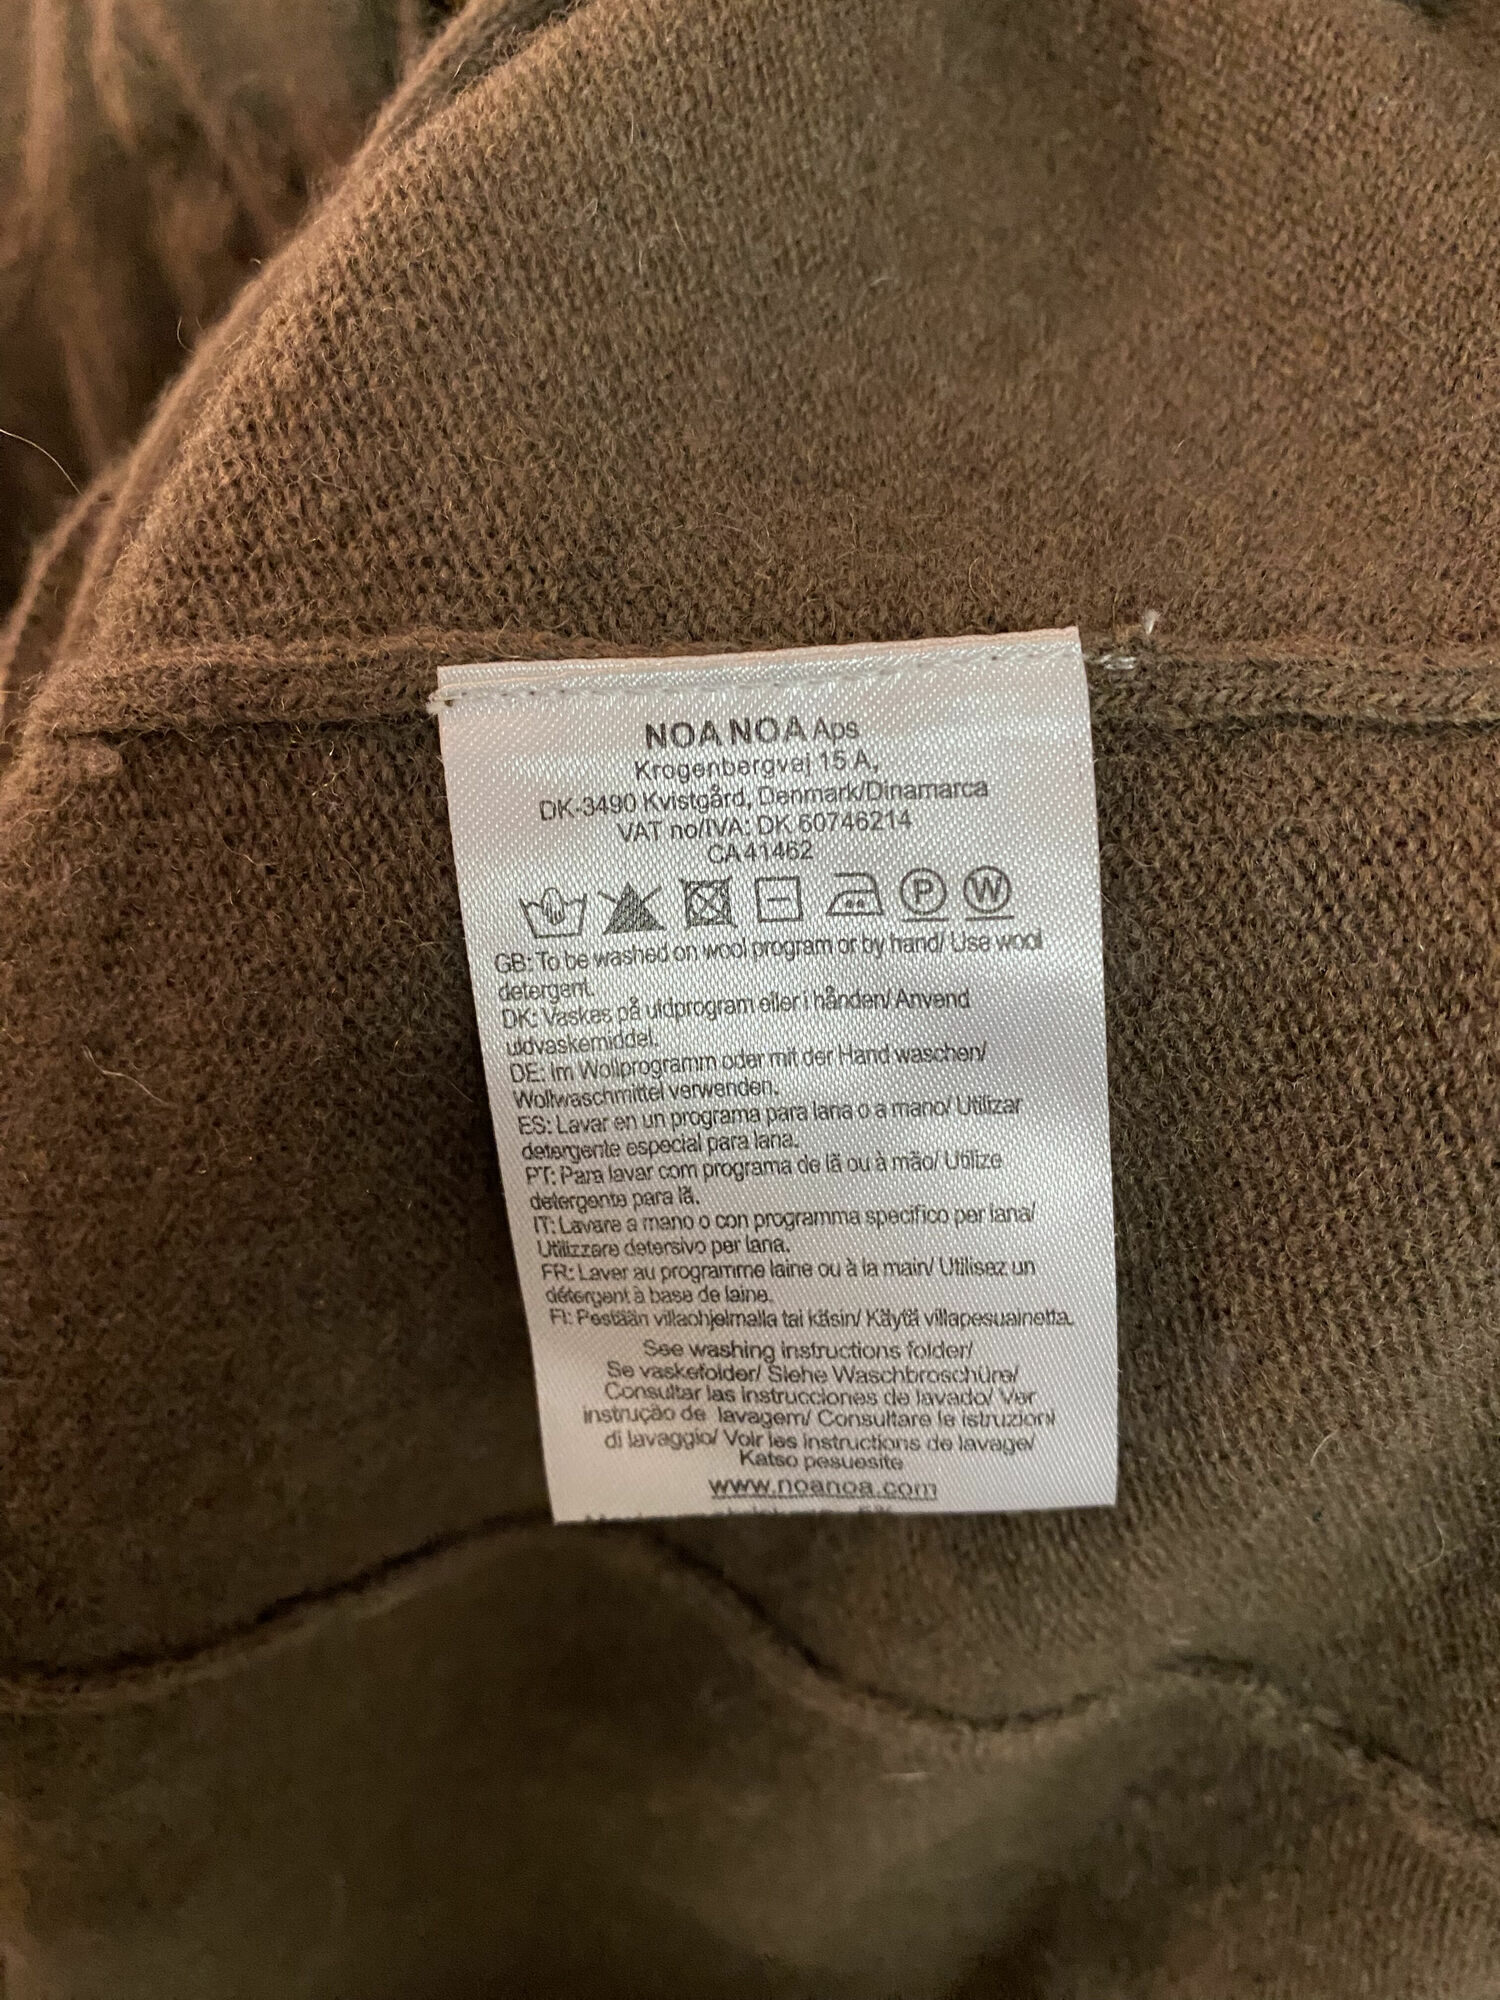 NOA NOA Aps
Krogenbergvej 15 A,
DK-3490 Kvistgård, Denmark/Dinamarca
VAT no/IVA: DK 60746214
CA41462
P W
GB: To be washed on wool program or by hand/ Use wool
detergent.
DK: Vaskes på uldprogram eller i hånden/ Anvend
uldvaskemiddel.
DE: Im Wollprogramm oder mit der Hand waschen/
Wollwaschmittel verwenden.
ES: Lavar en un programa para lana o a mano/ Utilizar
detergente especial para lana.
PT: Para lavar com programa de lã ou à mão/ Utilize
detergente para lã.
IT: Lavare a mano o con programma specifico per lana/
Utilizzare detersivo per lana.
FR: Laver au programme laine ou à la main/ Utilisez un
détergent à base de laine.
FI: Pestään villaohjelmalla tai käsin/ Käytä villapesuainetta.
See washing instructions folder/
Se vaskefolder/ Siehe Waschbroschüre/
Consultar las instrucciones de lavado/ Ver
instrução de lavagem/ Consultare le istruzioni
di lavaggio/ Voir les instructions de lavage/
Katso pesuesite
www.noanoa.com